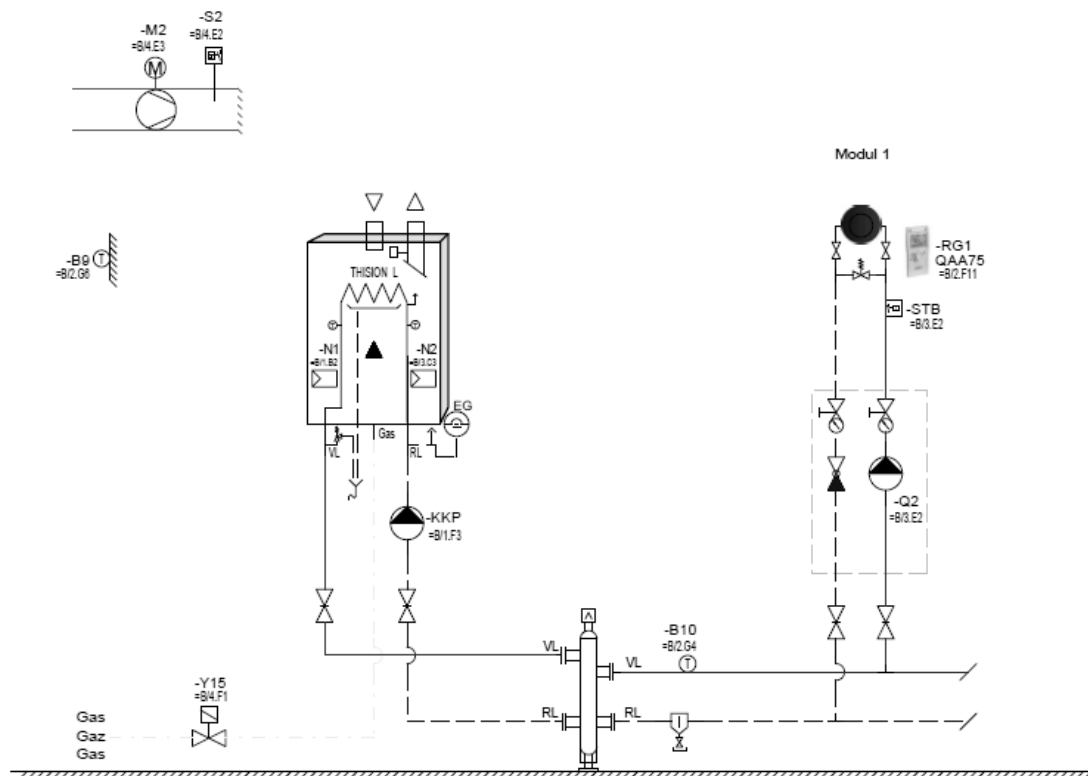 -S2
=B/4.E2
-M2
=B/4.E3
M
Modul 1
-B9
=B/2.G6
T
-RG1
QAA75
=B/2.F11
THISION L
-STB
=B/3.E2
T
T
-N1
=B/1.B2
-N2
=B/3.C3
EG
Gas
VL
RL
-Q2
=B/3.E2
-KKP
=B/1.F3
A
-B10
=B/2.G4
VL
VL
T
-Y15
=B/4.F1
RL
RL
Gas
Gaz
Gas